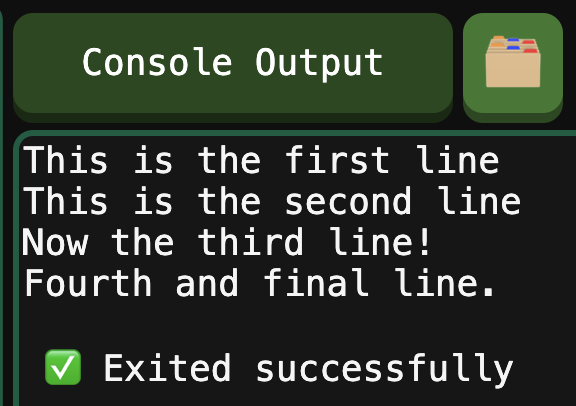 Console Output
This is the first line
This is the second line
Now the third line!
Fourth and final line.
✅ Exited successfully